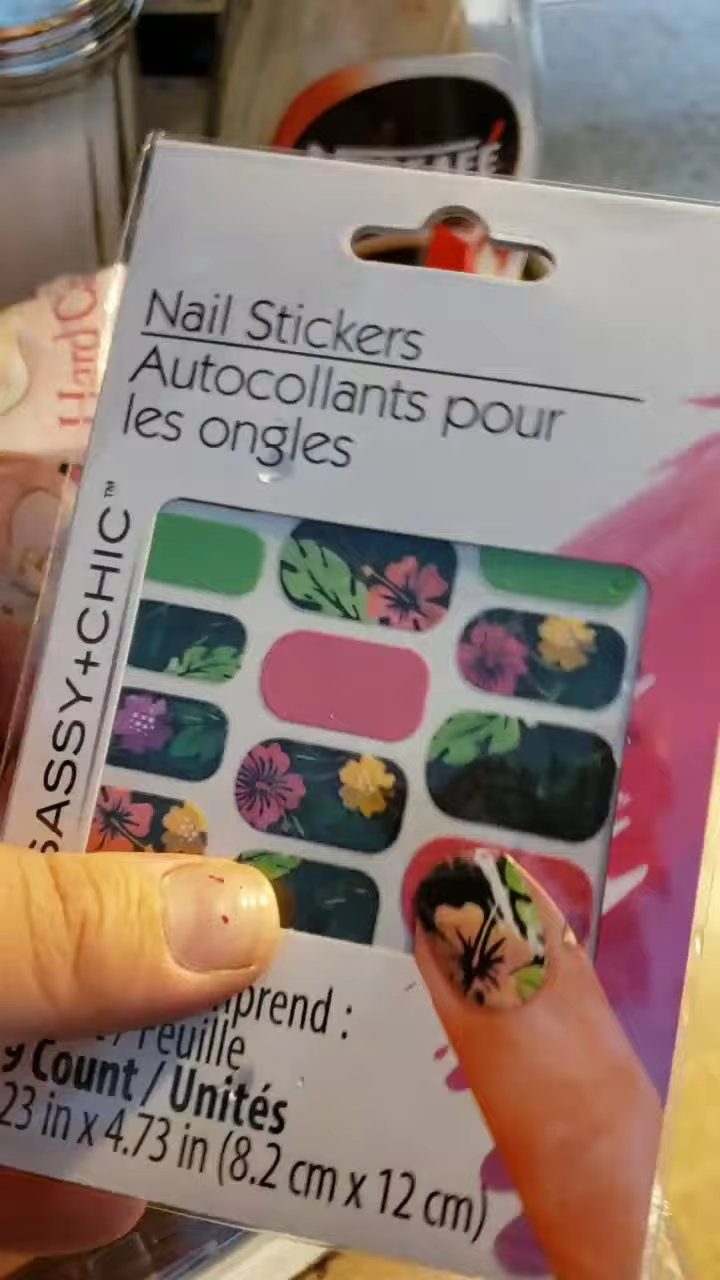 Nail Stickers
Autocollants pour
les ongles
SASSY+CHIC™
Hard
prend :
Feuille
9 Count / Unités
23 in x 4.73 in (8.2 cm x 12 cm)